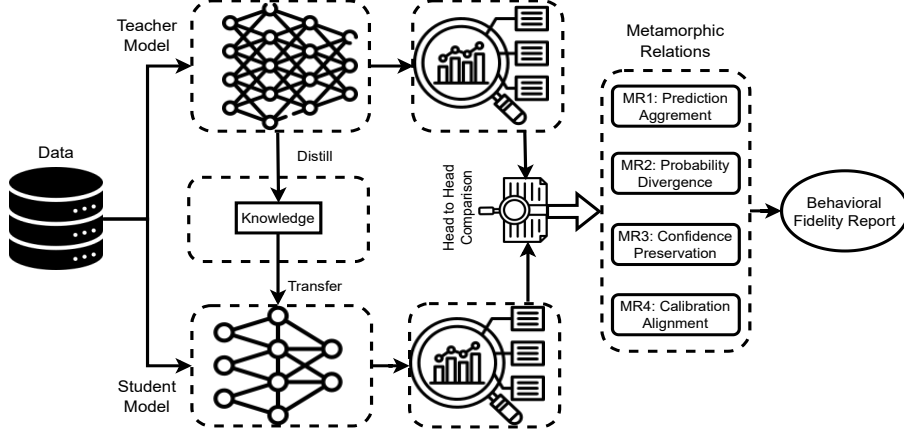 Teacher
Model
Data
Distill
Knowledge
Transfer
Student
Model
Head to Head
Comparison
Metamorphic
Relations
MR1: Prediction
Aggrement
MR2: Probability
Divergence
MR3: Confidence
Preservation
MR4: Calibration
Alignment
Behavioral
Fidelity Report